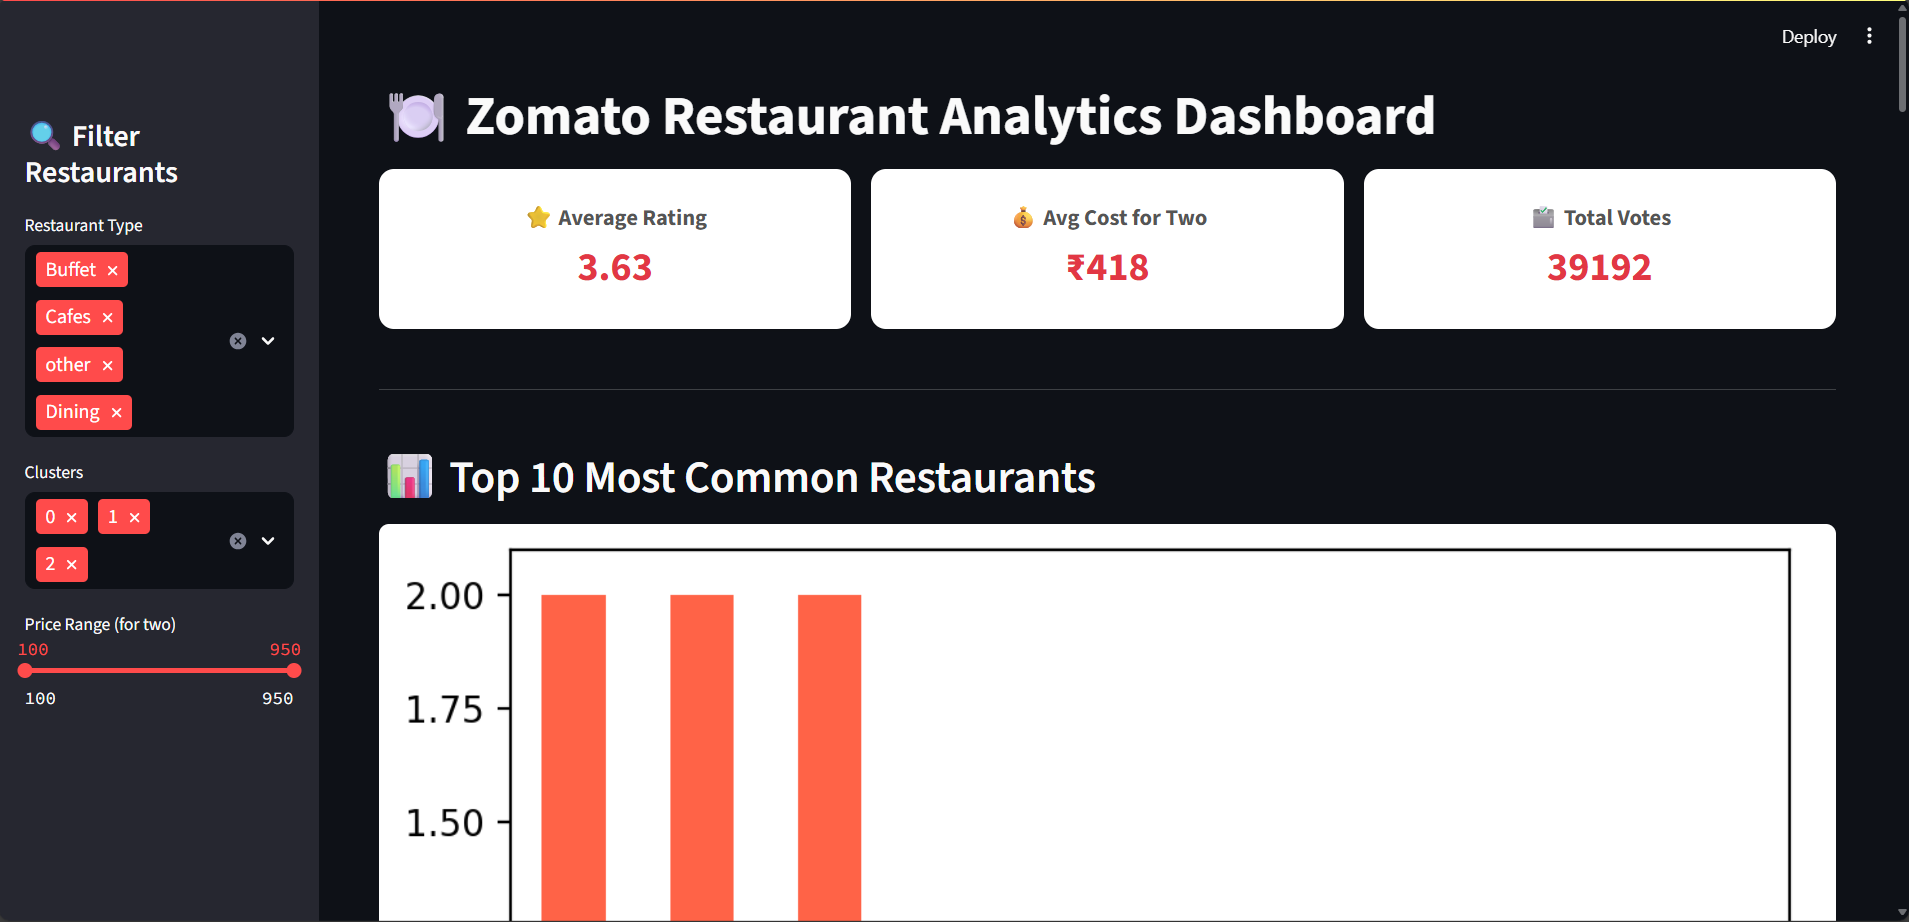 Deploy
🔍 Filter
Restaurants
Restaurant Type
Buffet ×
Cafes ×
other ×
Dining ×
Clusters
0 × 1 ×
2 ×
Price Range (for two)
100 950
100 950
🍽️ Zomato Restaurant Analytics Dashboard
⭐ Average Rating
3.63
💰 Avg Cost for Two
₹418
🗳️ Total Votes
39192
📊 Top 10 Most Common Restaurants
2.00
1.75
1.50